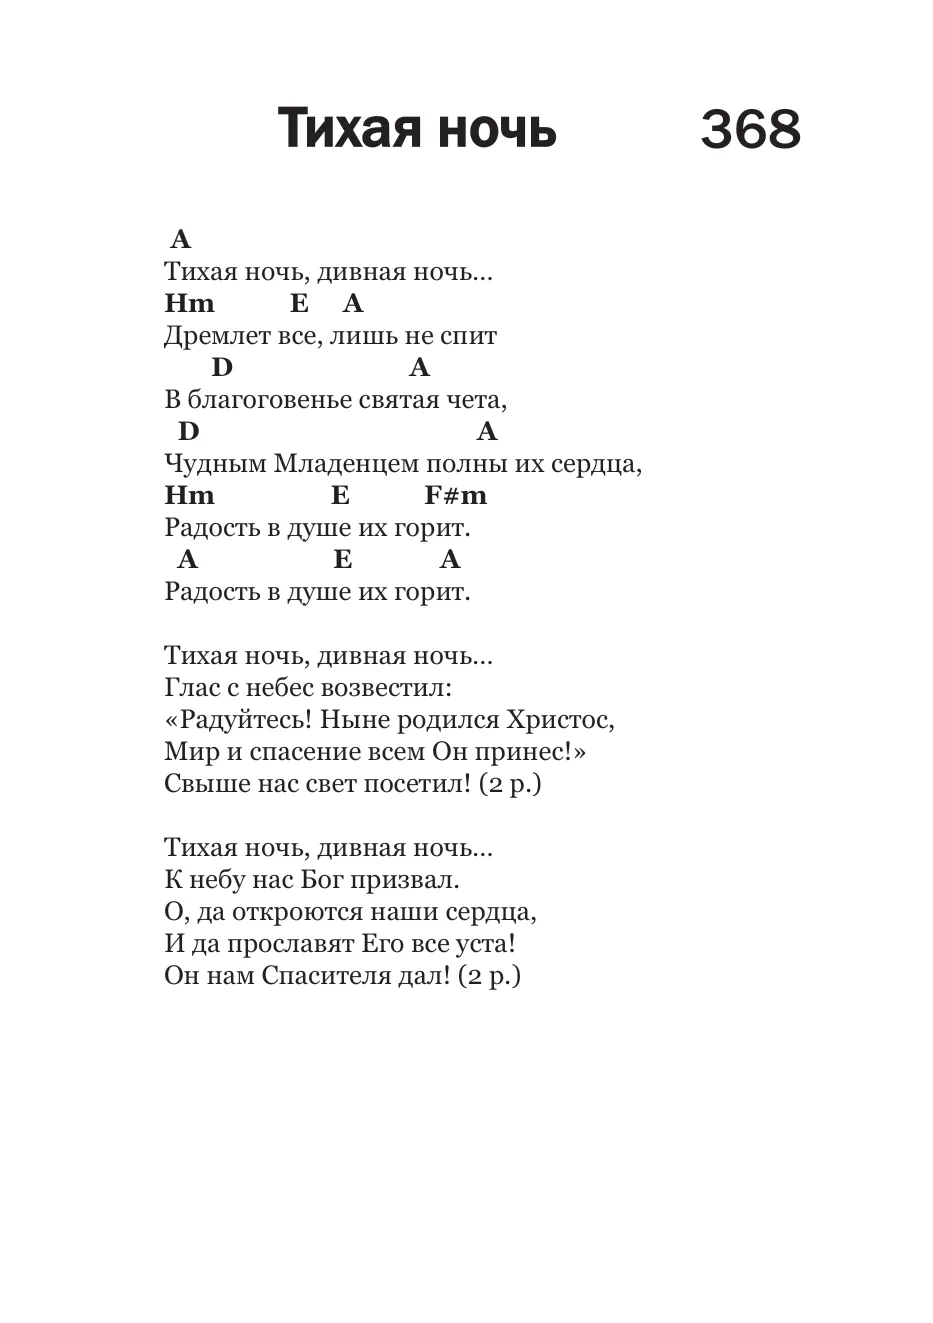 Тихая ночь 368
A
Тихая ночь, дивная ночь...
Hm E A
Дремлет все, лишь не спит
D A
В благоговенье святая чета,
D A
Чудным Младенцем полны их сердца,
Hm E F#m
Радость в душе их горит.
A E A
Радость в душе их горит.
Тихая ночь, дивная ночь...
Глас с небес возвестил:
«Радуйтесь! Ныне родился Христос,
Мир и спасение всем Он принес!»
Свыше нас свет посетил! (2 р.)
Тихая ночь, дивная ночь...
К небу нас Бог призвал.
О, да откроются наши сердца,
И да прославят Его все уста!
Он нам Спасителя дал! (2 р.)